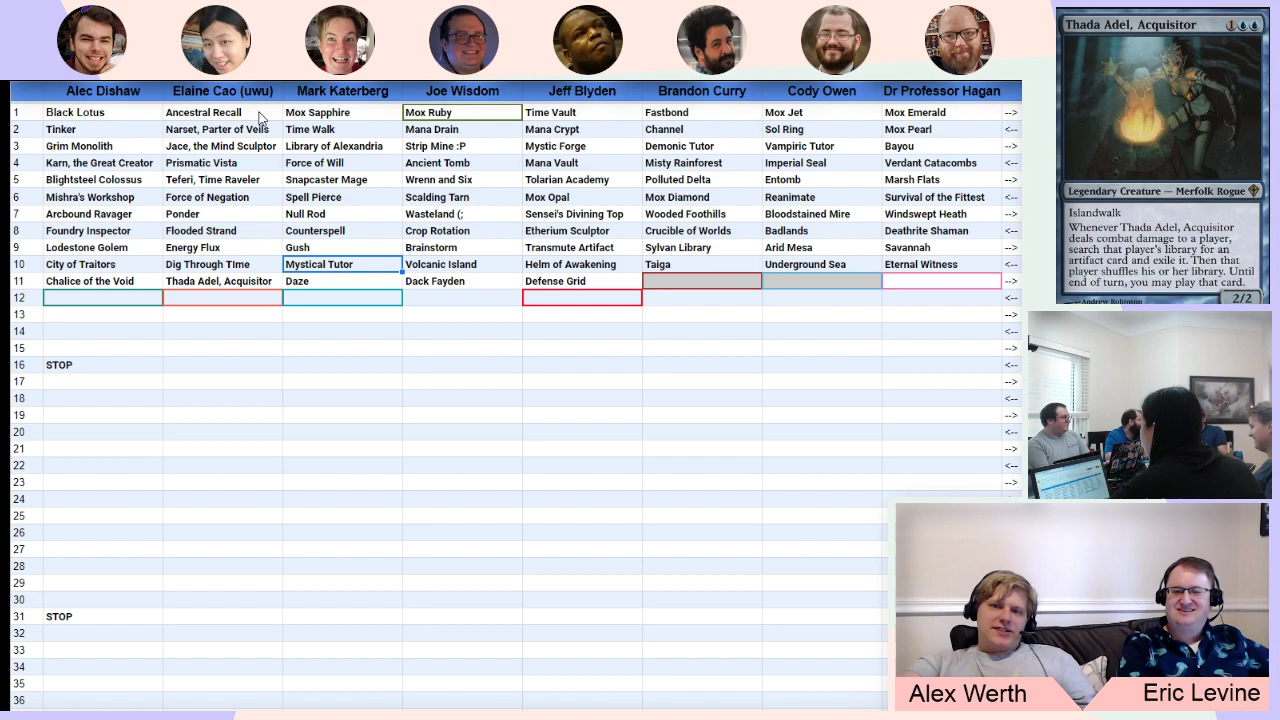 Alec Dishaw Elaine Cao (uwu) Mark Katerberg Joe Wisdom Jeff Blyden Brandon Curry Cody Owen Dr Professor Hagan
1 Black Lotus Ancestral Recall Mox Sapphire Mox Ruby Time Vault Fastbond Mox Jet Mox Emerald -->
2 Tinker Narset, Parter of Veils Time Walk Mana Drain Mana Crypt Channel Sol Ring Mox Pearl <--
3 Grim Monolith Jace, the Mind Sculptor Library of Alexandria Strip Mine :P Mystic Forge Demonic Tutor Vampiric Tutor Bayou -->
4 Karn, the Great Creator Prismatic Vista Force of Will Ancient Tomb Mana Vault Misty Rainforest Imperial Seal Verdant Catacombs <--
5 Blightsteel Colossus Teferi, Time Raveler Snapcaster Mage Wrenn and Six Tolarian Academy Polluted Delta Entomb Marsh Flats -->
6 Mishra's Workshop Force of Negation Spell Pierce Scalding Tarn Mox Opal Mox Diamond Reanimate Survival of the Fittest <--
7 Arcbound Ravager Ponder Null Rod Wasteland (; Sensei's Divining Top Wooded Foothills Bloodstained Mire Windswept Heath -->
8 Foundry Inspector Flooded Strand Counterspell Crop Rotation Etherium Sculptor Crucible of Worlds Badlands Deathrite Shaman <--
9 Lodestone Golem Energy Flux Gush Brainstorm Transmute Artifact Sylvan Library Arid Mesa Savannah -->
10 City of Traitors Dig Through TIme Mystical Tutor Volcanic Island Helm of Awakening Taiga Underground Sea Eternal Witness <--
11 Chalice of the Void Thada Adel, Acquisitor Daze Dack Fayden Defense Grid -->
12 <--
13 -->
14 <--
15 -->
16 STOP <--
17 -->
18 <--
19 -->
20 <--
21 -->
22 <--
23 -->
24
25
26
27
28
29
30
31 STOP
32
33
34
35
36
Thada Adel, Acquisitor 1
Legendary Creature — Merfolk Rogue
Islandwalk
Whenever Thada Adel, Acquisitor
deals combat damage to a player,
search that player's library for an
artifact card and exile it. Then that
player shuffles his or her library. Until
end of turn, you may play that card.
Andrew Robinson 2/2
Alex Werth Eric Levine